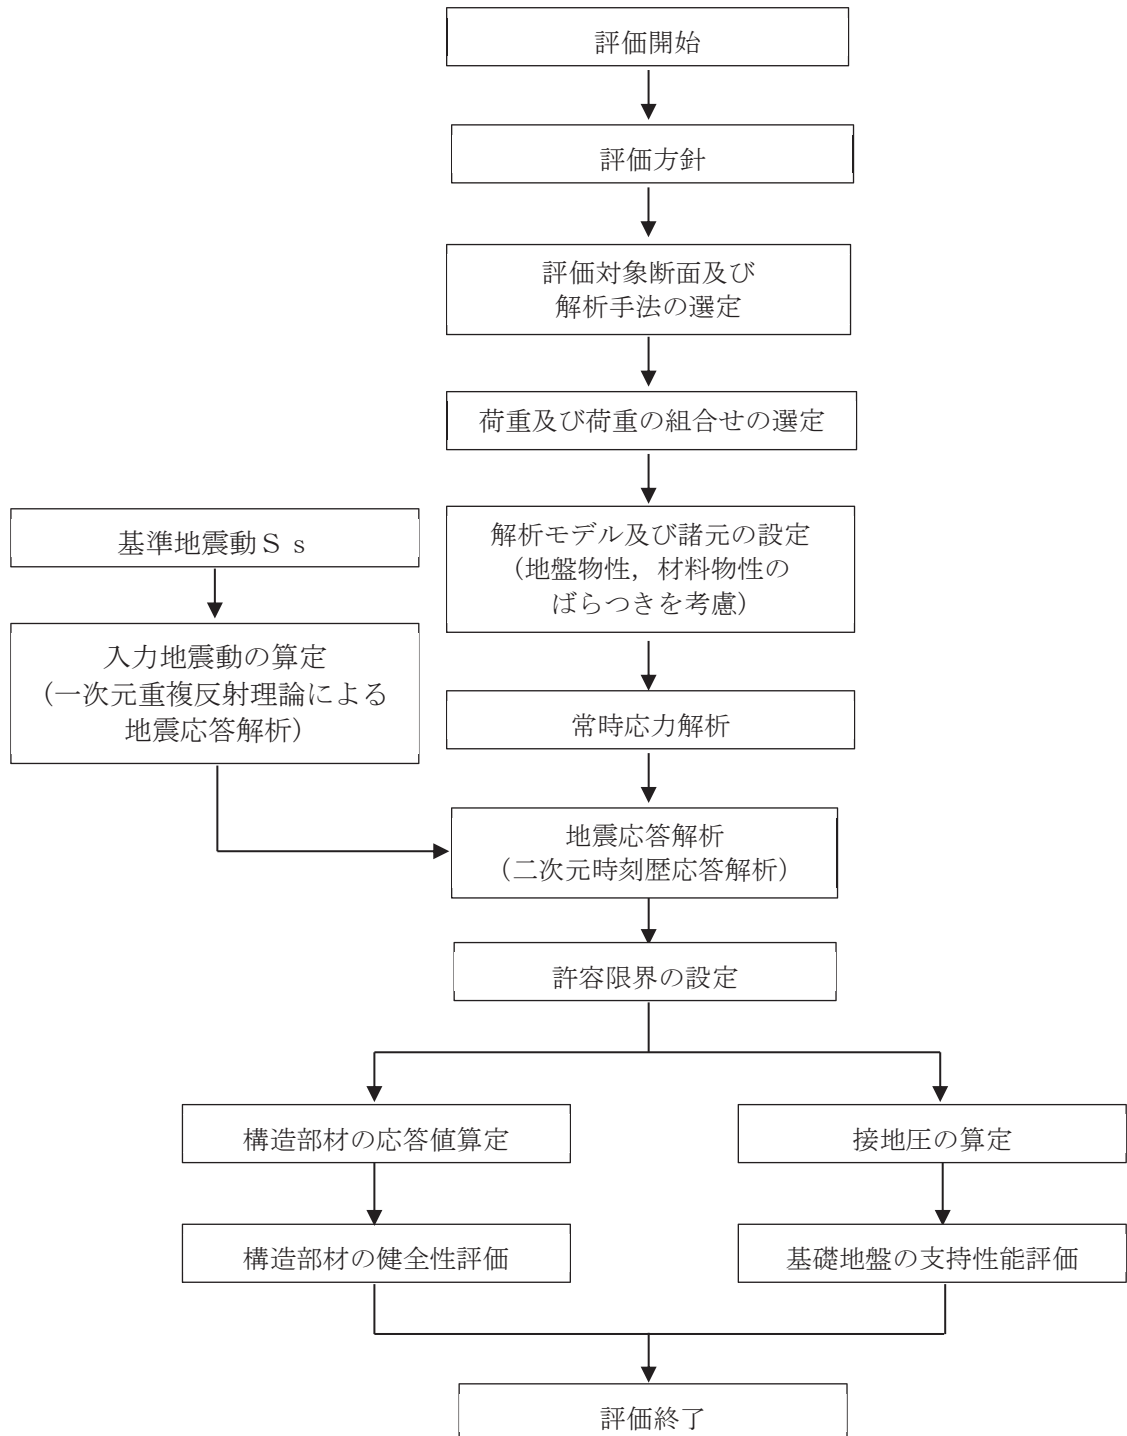 評価開始
評価方針
評価対象断面及び
解析手法の選定
荷重及び荷重の組合せの選定
基準地震動Ｓｓ
解析モデル及び諸元の設定
（地盤物性，材料物性の
ばらつきを考慮）
入力地震動の算定
（一次元重複反射理論による
地震応答解析）
常時応力解析
地震応答解析
（二次元時刻歴応答解析）
許容限界の設定
構造部材の応答値算定
接地圧の算定
構造部材の健全性評価
基礎地盤の支持性能評価
評価終了